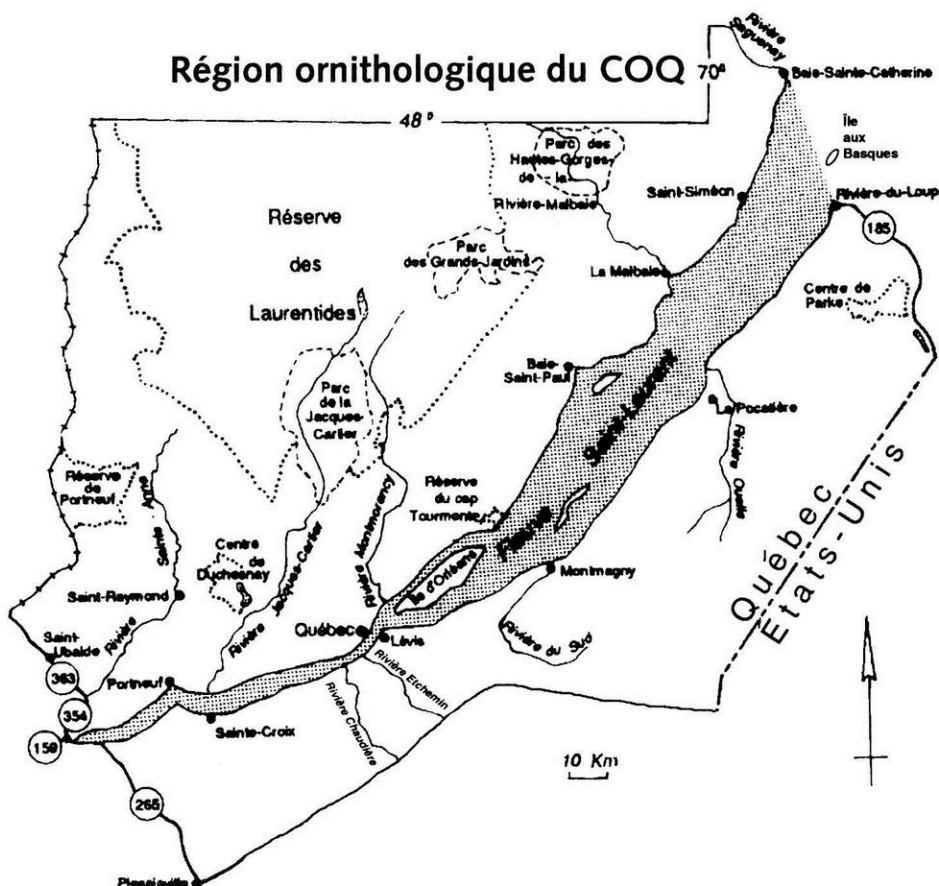 Région ornithologique du COQ
70°
48°
Rivière
Saguenay
Baie-Sainte-Catherine
Île
aux
Basques
Parc des
Hautes-Gorges-
de-la
Rivière-Malbaie
Saint-Siméon
Rivière-du-Loup
185
Réserve
des
Laurentides
Parc
des Grands-Jardins
La Malbaie
Centre de
Parke
Baie-
Saint-Paul
Parc
de la
Jacques-
Cartier
Fleuve Saint-Laurent
La Pocatière
Rivière Ouelle
Réserve
de
Portneuf
Rivière Sainte Anne
Centre
de
Duchesnay
Rivière Jacques-Cartier
Rivière Montmorency
Réserve
du cap
Tourmente
Île d'Orléans
Montmagny
Québec
États-Unis
Saint-Raymond
Saint-
Ubalde
Québec
Lévis
Rivière du Sud
363
Portneuf
Rivière Etchemin
354
Sainte-Croix
Rivière Chaudière
159
10 Km
265
Plessisville